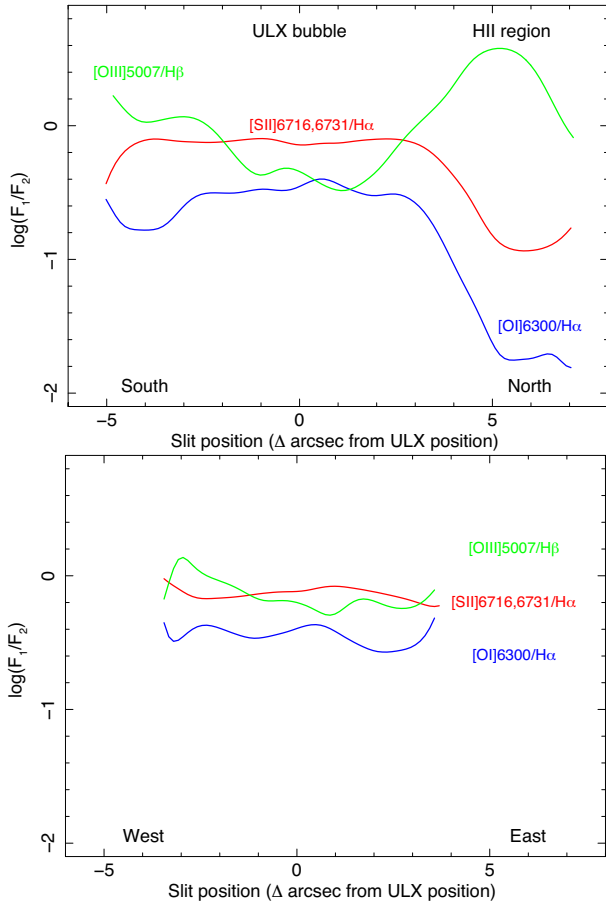 ULX bubble
HII region
[OIII]5007/Hβ
[SII]6716,6731/Hα
[OI]6300/Hα
log(F1/F2)
0
−1
−2
South
North
−5
0
5
Slit position (Δ arcsec from ULX position)
[OIII]5007/Hβ
[SII]6716,6731/Hα
[OI]6300/Hα
log(F1/F2)
0
−1
−2
West
East
−5
0
5
Slit position (Δ arcsec from ULX position)